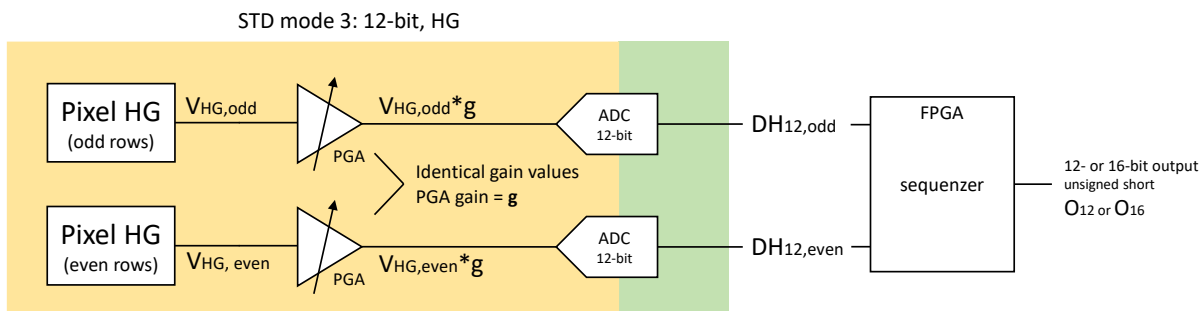 STD mode 3: 12-bit, HG
Pixel HG
(odd rows)
VHG,odd
PGA
VHG,odd*g
ADC
12-bit
DH12,odd
Identical gain values
PGA gain = g
Pixel HG
(even rows)
VHG, even
PGA
VHG,even*g
ADC
12-bit
DH12,even
FPGA
sequenzer
12- or 16-bit output
unsigned short
O12 or O16